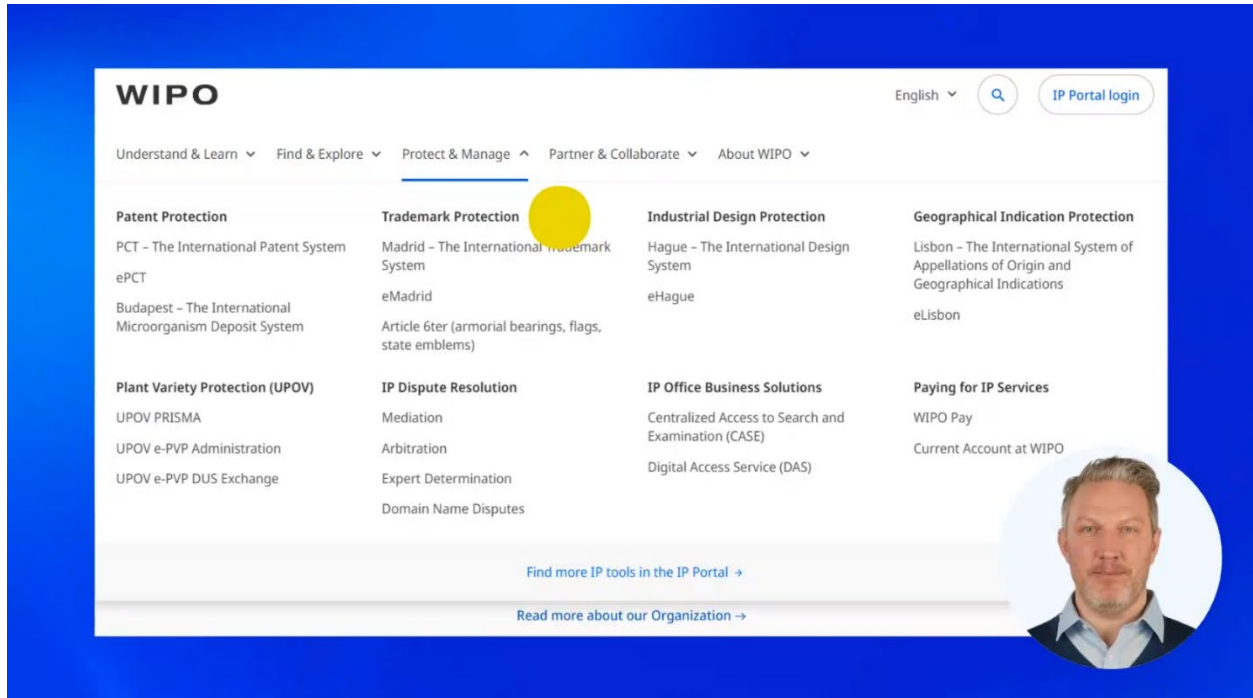 WIPO
English
IP Portal login
Understand & Learn
Find & Explore
Protect & Manage
Partner & Collaborate
About WIPO
Patent Protection
PCT – The International Patent System
ePCT
Budapest – The International
Microorganism Deposit System
Trademark Protection
Madrid – The International Trademark
System
eMadrid
Article 6ter (armorial bearings, flags,
state emblems)
Industrial Design Protection
Hague – The International Design
System
eHague
Geographical Indication Protection
Lisbon – The International System of
Appellations of Origin and
Geographical Indications
eLisbon
Plant Variety Protection (UPOV)
UPOV PRISMA
UPOV e-PVP Administration
UPOV e-PVP DUS Exchange
IP Dispute Resolution
Mediation
Arbitration
Expert Determination
Domain Name Disputes
IP Office Business Solutions
Centralized Access to Search and
Examination (CASE)
Digital Access Service (DAS)
Paying for IP Services
WIPO Pay
Current Account at WIPO
Find more IP tools in the IP Portal →
Read more about our Organization →